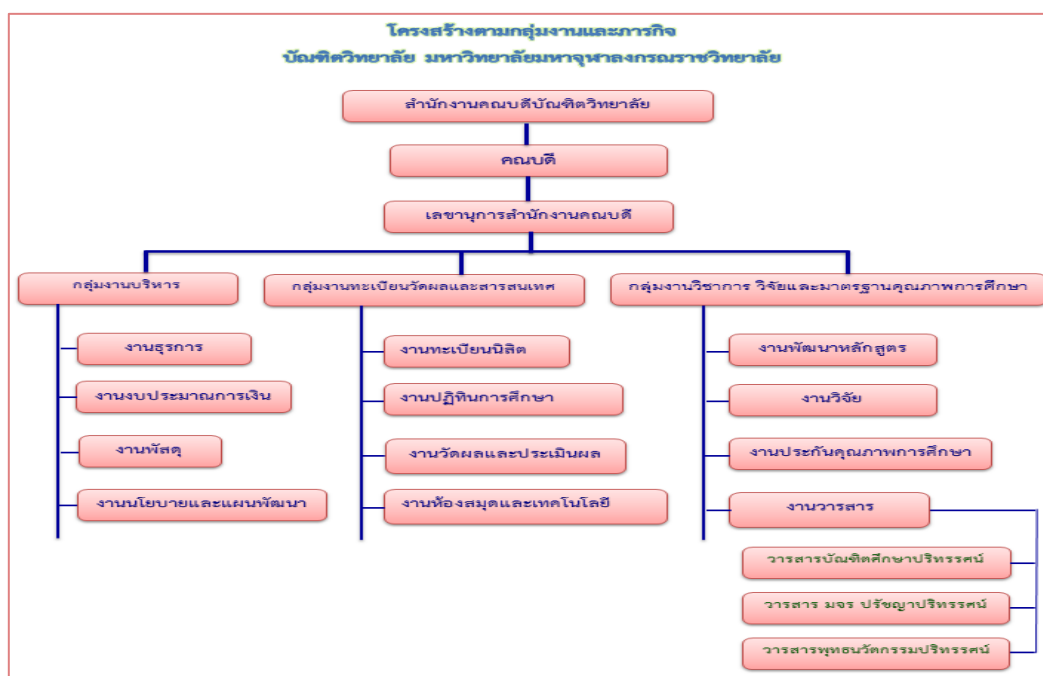 โครงสร้างตามกลุ่มงานและภารกิจ
บัณฑิตวิทยาลัย มหาวิทยาลัยมหาจุฬาลงกรณราชวิทยาลัย
สำนักงานคณบดีบัณฑิตวิทยาลัย
คณบดี
เลขานุการสำนักงานคณบดี
กลุ่มงานบริหาร
งานธุรการ
งานงบประมาณการเงิน
งานพัสดุ
งานนโยบายและแผนพัฒนา
กลุ่มงานทะเบียนวัดผลและสารสนเทศ
งานทะเบียนนิสิต
งานปฏิทินการศึกษา
งานวัดผลและประเมินผล
งานห้องสมุดและเทคโนโลยี
กลุ่มงานวิชาการ วิจัยและมาตรฐานคุณภาพการศึกษา
งานพัฒนาหลักสูตร
งานวิจัย
งานประกันคุณภาพการศึกษา
งานวารสาร
วารสารบัณฑิตศึกษาปริทรรศน์
วารสาร มจร ปรัชญาปริทรรศน์
วารสารพุทธนวัตกรรมปริทรรศน์